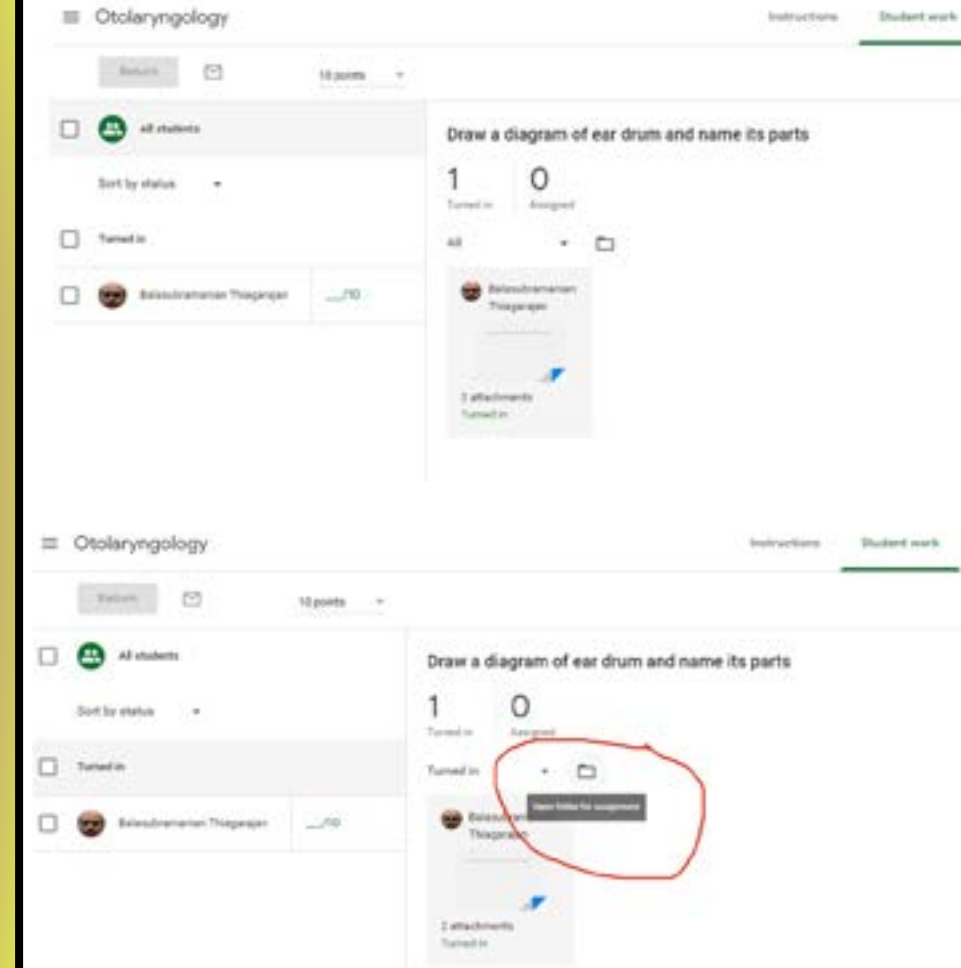 Otolaryngology
Instructions
Student work
Return
10 points
All students
Draw a diagram of ear drum and name its parts
1
0
Turned in
Assigned
Sort by status
All
Turned in
Balasubramanian Thiagarajan
__/10
Balasubramanian
Thiagarajan
2 attachments
Turned in
Otolaryngology
Instructions
Student work
Return
10 points
All students
Draw a diagram of ear drum and name its parts
1
0
Turned in
Assigned
Sort by status
Turned in
Turned in
Open folder for assignment
Balasubramanian Thiagarajan
__/10
Thiagarajan
2 attachments
Turned in